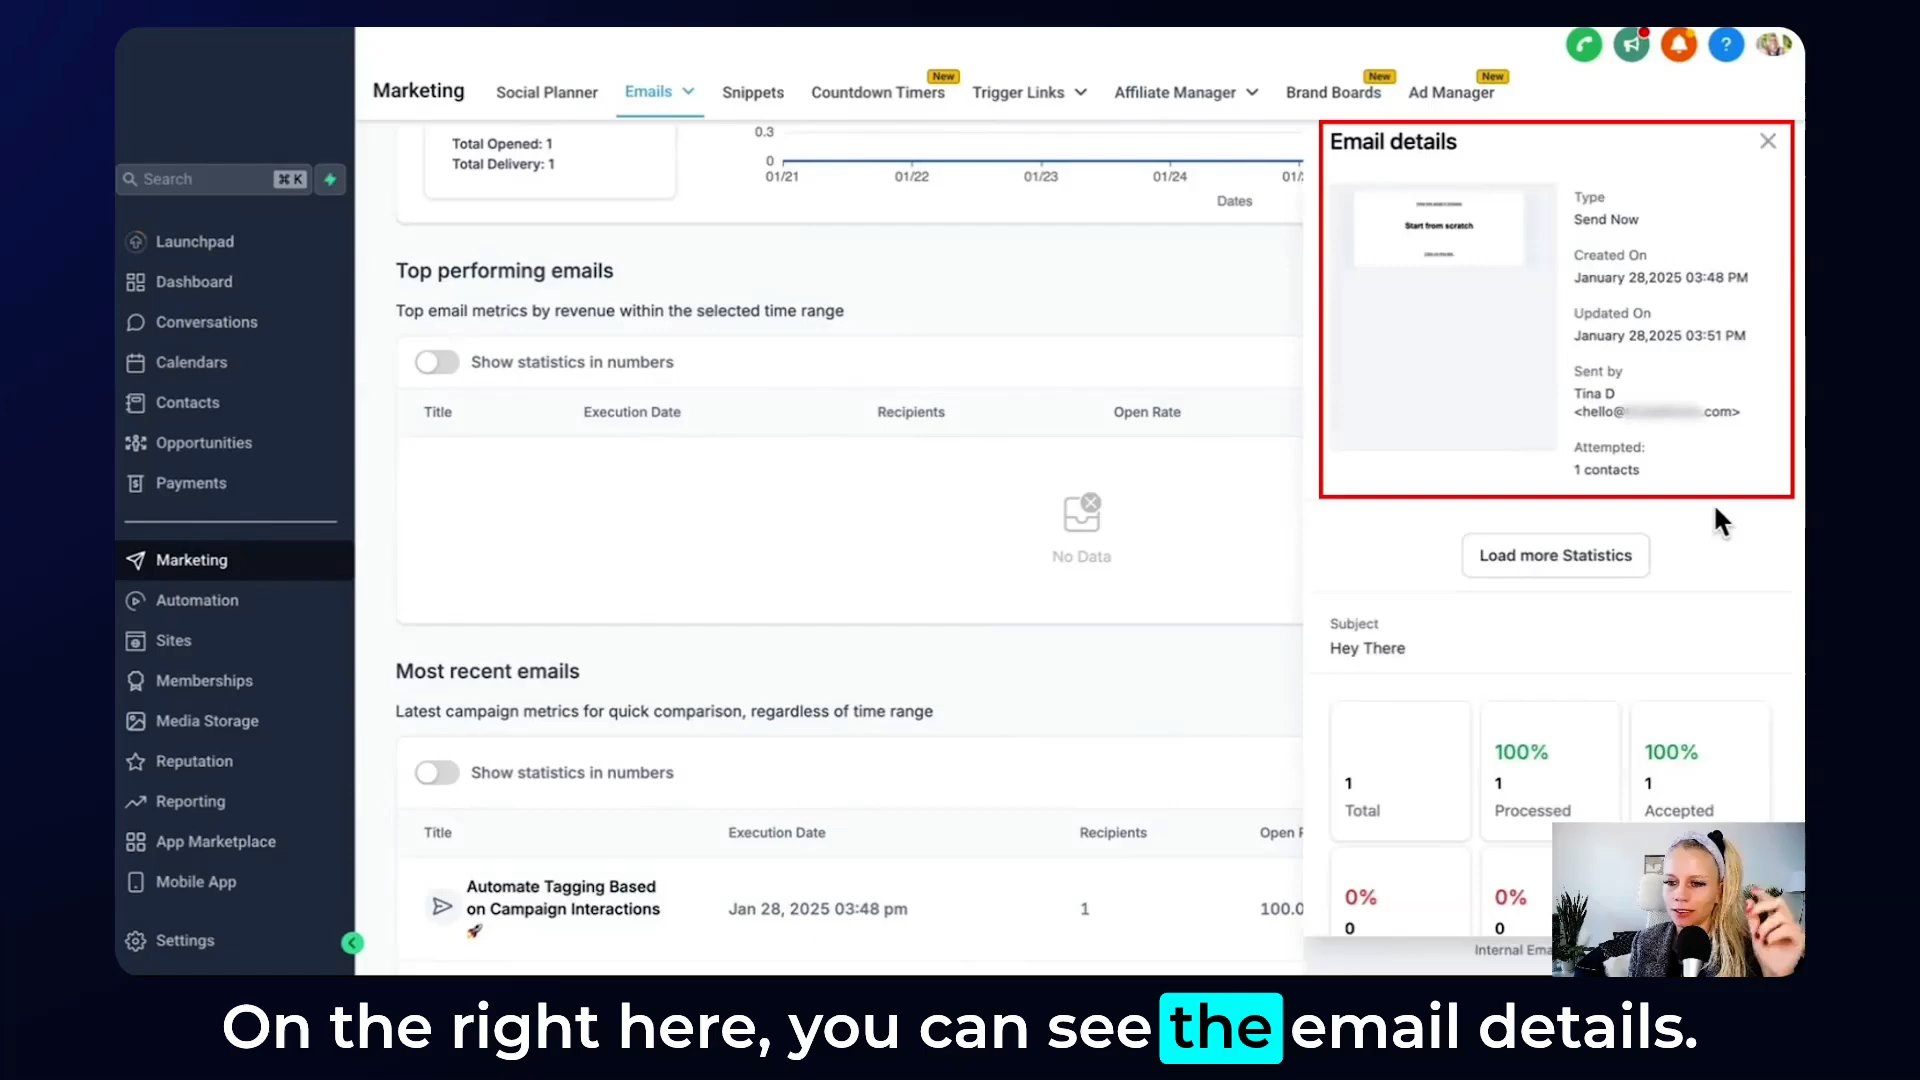 Marketing
Social Planner
Emails
Snippets
Countdown Timers
New
Trigger Links
Affiliate Manager
Brand Boards
New
Ad Manager
New
?
Search
⌘ K
Launchpad
Dashboard
Conversations
Calendars
Contacts
Opportunities
Payments
Marketing
Automation
Sites
Memberships
Media Storage
Reputation
Reporting
App Marketplace
Mobile App
Settings
Total Opened: 1
Total Delivery: 1
0.3
0
01/21
01/22
01/23
01/24
01/2
Dates
Top performing emails
Top email metrics by revenue within the selected time range
Show statistics in numbers
Title
Execution Date
Recipients
Open Rate
No Data
Most recent emails
Latest campaign metrics for quick comparison, regardless of time range
Show statistics in numbers
Title
Execution Date
Recipients
Open R
Automate Tagging Based
on Campaign Interactions
🚀
Jan 28, 2025 03:48 pm
1
100.0
Email details
Start from scratch
Type
Send Now
Created On
January 28,2025 03:48 PM
Updated On
January 28,2025 03:51 PM
Sent by
Tina D
<hello@ .com>
Attempted:
1 contacts
Load more Statistics
Subject
Hey There
1
Total
100%
1
Processed
100%
1
Accepted
0%
0
0%
0
Internal Ema
On the right here, you can see the email details.